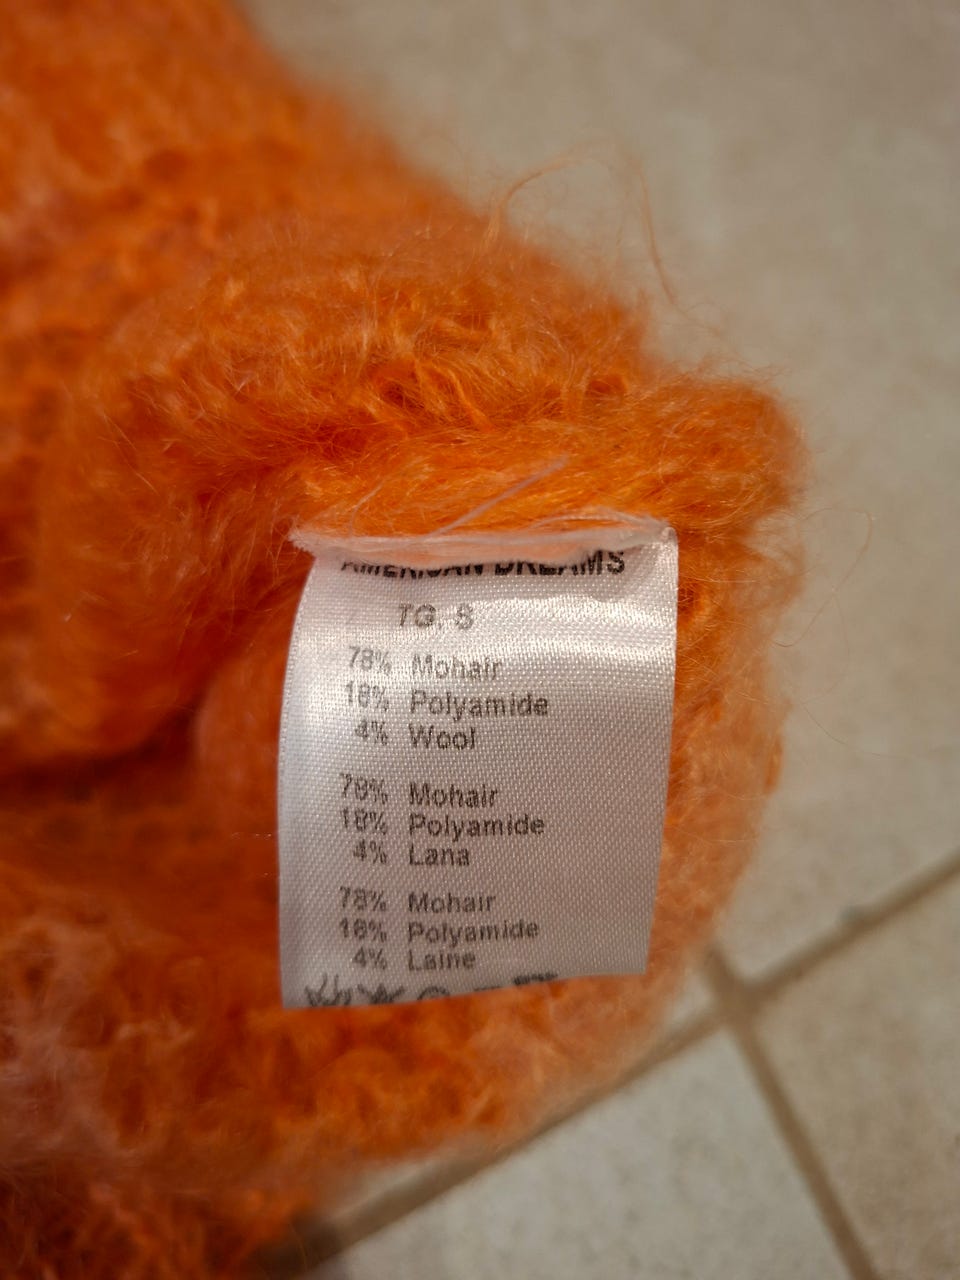 AMERICAN DREAMS
TG. S
78% Mohair
18% Polyamide
4% Wool
78% Mohair
18% Polyamide
4% Lana
78% Mohair
18% Polyamide
4% Laine